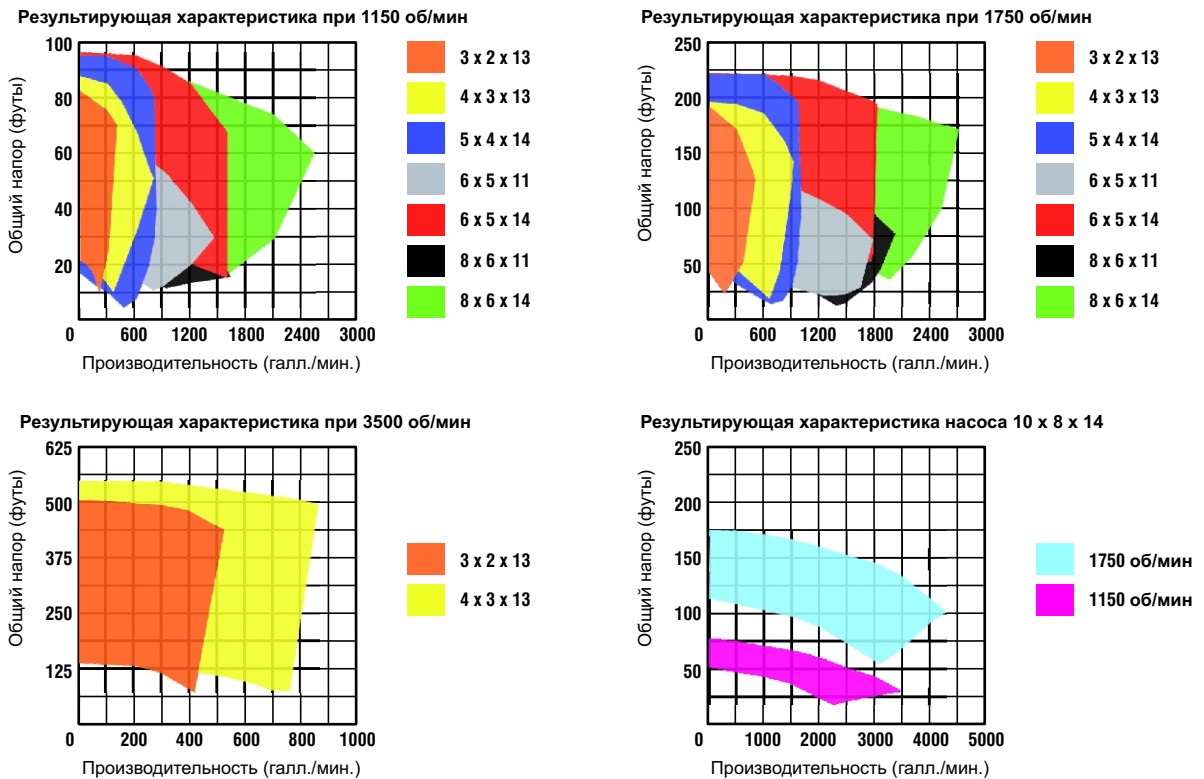 Результирующая характеристика при 1150 об/мин
Общий напор (футы)
100
80
60
40
20
0 600 1200 1800 2400 3000
Производительность (галл./мин.)
3 x 2 x 13
4 x 3 x 13
5 x 4 x 14
6 x 5 x 11
6 x 5 x 14
8 x 6 x 11
8 x 6 x 14
Результирующая характеристика при 1750 об/мин
Общий напор (футы)
250
200
150
100
50
0 600 1200 1800 2400 3000
Производительность (галл./мин.)
3 x 2 x 13
4 x 3 x 13
5 x 4 x 14
6 x 5 x 11
6 x 5 x 14
8 x 6 x 11
8 x 6 x 14
Результирующая характеристика при 3500 об/мин
Общий напор (футы)
625
500
375
250
125
0 200 400 600 800 1000
Производительность (галл./мин.)
3 x 2 x 13
4 x 3 x 13
Результирующая характеристика насоса 10 x 8 x 14
Общий напор (футы)
250
200
150
100
50
0 1000 2000 3000 4000 5000
Производительность (галл./мин.)
1750 об/мин
1150 об/мин